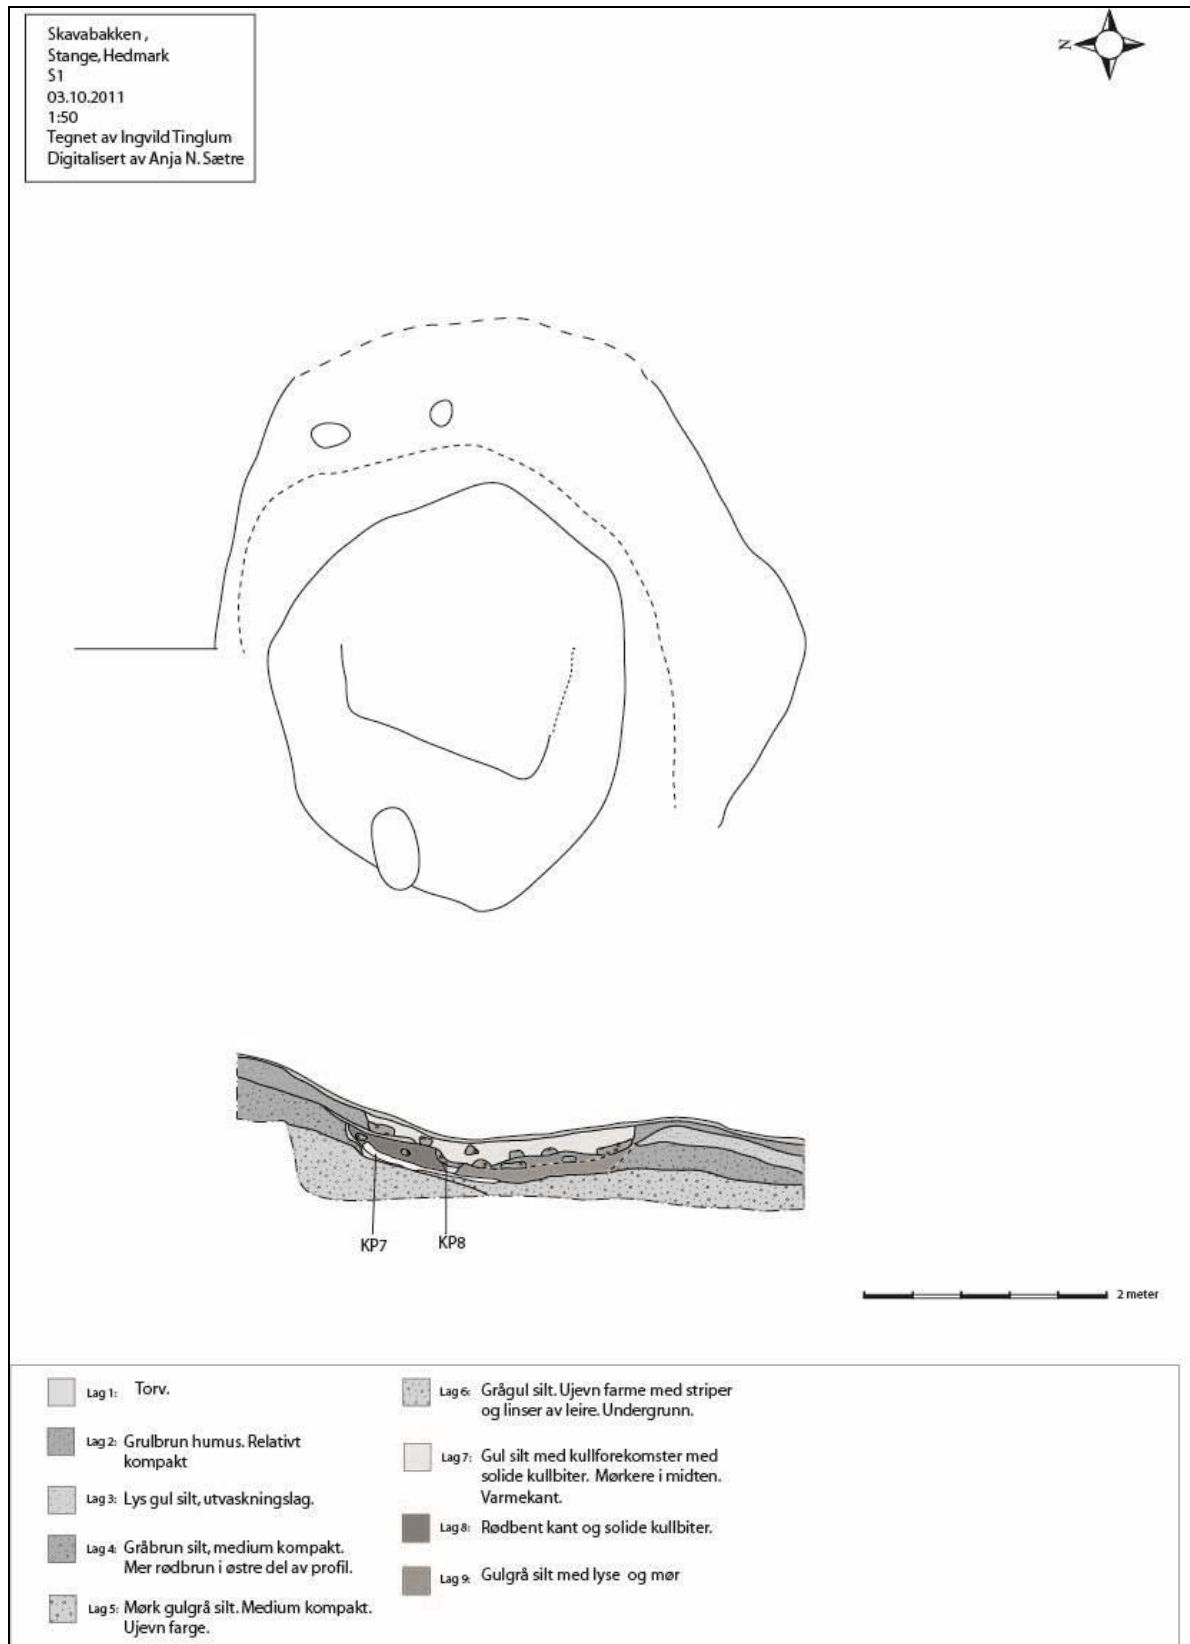 Skavabakken ,
Stange, Hedmark
S1
03.10.2011
1:50
Tegnet av Ingvild Tinglum
Digitalisert av Anja N. Sætre
N
KP7
KP8
2 meter
Lag 1: Torv.
Lag 2: Grulbrun humus. Relativt
kompakt
Lag 3: Lys gul silt, utvaskningslag.
Lag 4: Gråbrun silt, medium kompakt.
Mer rødbrun i østre del av profil.
Lag 5: Mørk gulgrå silt. Medium kompakt.
Ujevn farge.
Lag 6: Grågul silt. Ujevn farme med striper
og linser av leire. Undergrunn.
Lag 7: Gul silt med kullforekomster med
solide kullbiter. Mørkere i midten.
Varmekant.
Lag 8: Rødbent kant og solide kullbiter.
Lag 9: Gulgrå silt med lyse og mør